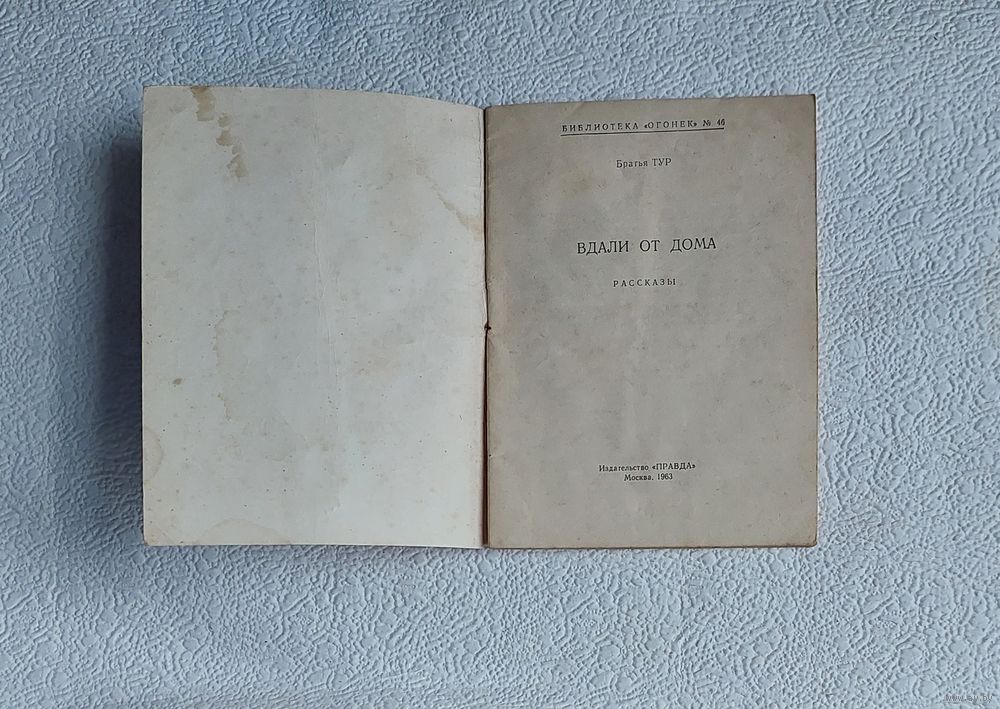 БИБЛИОТЕКА «ОГОНЕК» № 46
Братья ТУР
ВДАЛИ ОТ ДОМА
РАССКАЗЫ
Издательство «ПРАВДА»
Москва, 1963